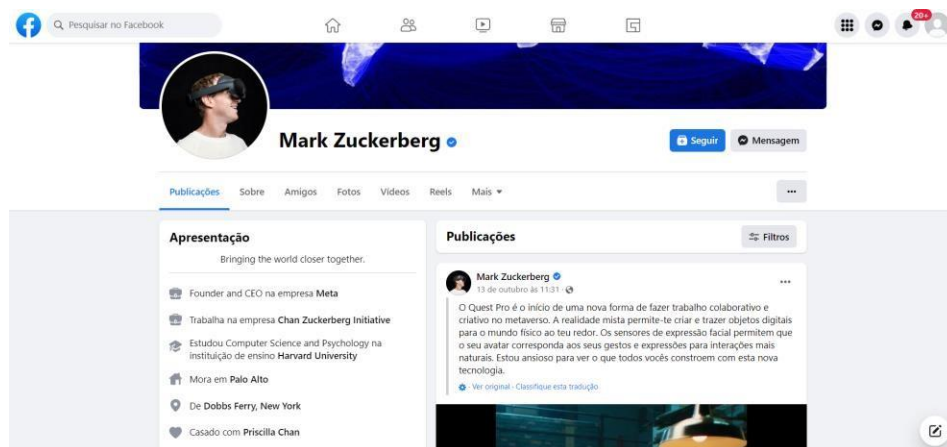 Pesquisar no Facebook
20+
Mark Zuckerberg
Seguir
Mensagem
Publicações Sobre Amigos Fotos Vídeos Reels Mais
Apresentação
Bringing the world closer together.
Founder and CEO na empresa Meta
Trabalha na empresa Chan Zuckerberg Initiative
Estudou Computer Science and Psychology na
instituição de ensino Harvard University
Mora em Palo Alto
De Dobbs Ferry, New York
Casado com Priscilla Chan
Publicações
Filtros
Mark Zuckerberg
13 de outubro às 11:31 ·
O Quest Pro é o início de uma nova forma de fazer trabalho colaborativo e
criativo no metaverso. A realidade mista permite-te criar e trazer objetos digitais
para o mundo físico ao teu redor. Os sensores de expressão facial permitem que
o seu avatar corresponda aos seus gestos e expressões para interações mais
naturais. Estou ansioso para ver o que todos vocês constroem com esta nova
tecnologia.
· Ver original · Classifique esta tradução